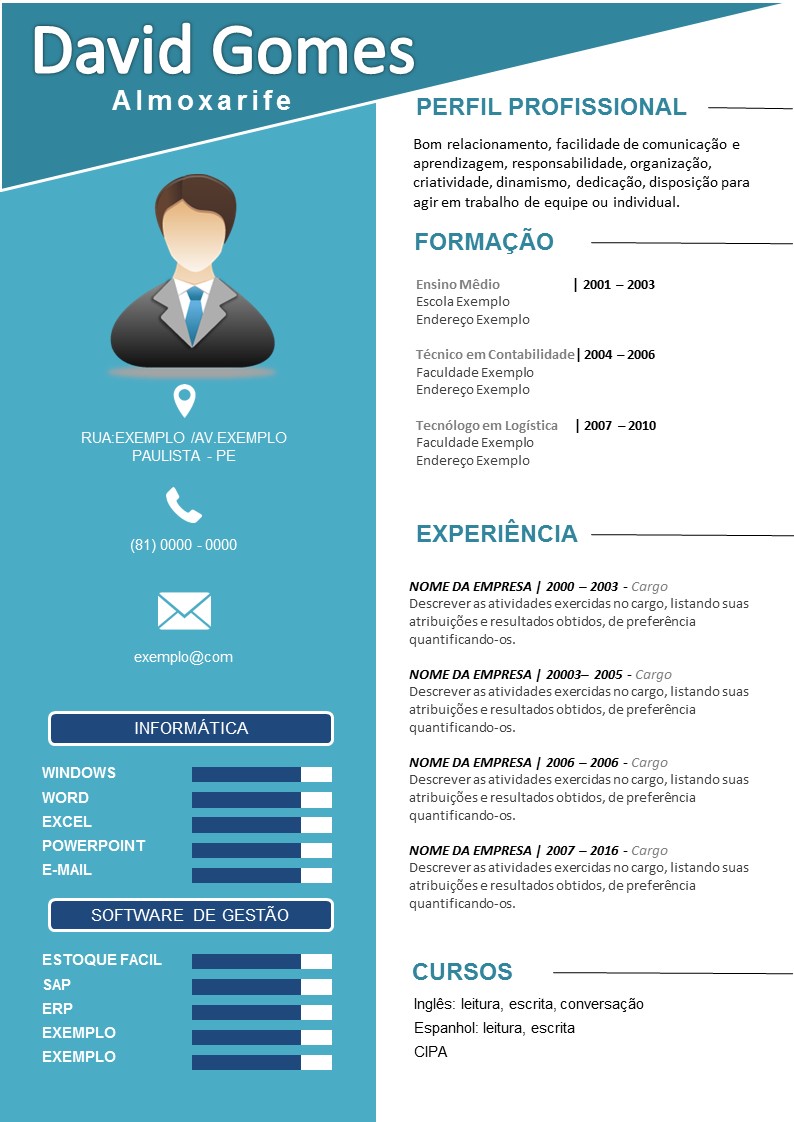 David Gomes
Almoxarife
RUA:EXEMPLO /AV.EXEMPLO
PAULISTA - PE
(81) 0000 - 0000
exemplo@com
INFORMÁTICA
WINDOWS
WORD
EXCEL
POWERPOINT
E-MAIL
SOFTWARE DE GESTÃO
ESTOQUE FACIL
SAP
ERP
EXEMPLO
EXEMPLO
PERFIL PROFISSIONAL
Bom relacionamento, facilidade de comunicação e
aprendizagem, responsabilidade, organização,
criatividade, dinamismo, dedicação, disposição para
agir em trabalho de equipe ou individual.
FORMAÇÃO
Ensino Mêdio | 2001 – 2003
Escola Exemplo
Endereço Exemplo
Técnico em Contabilidade | 2004 – 2006
Faculdade Exemplo
Endereço Exemplo
Tecnólogo em Logística | 2007 – 2010
Faculdade Exemplo
Endereço Exemplo
EXPERIÊNCIA
NOME DA EMPRESA | 2000 – 2003 - Cargo
Descrever as atividades exercidas no cargo, listando suas
atribuições e resultados obtidos, de preferência
quantificando-os.
NOME DA EMPRESA | 20003– 2005 - Cargo
Descrever as atividades exercidas no cargo, listando suas
atribuições e resultados obtidos, de preferência
quantificando-os.
NOME DA EMPRESA | 2006 – 2006 - Cargo
Descrever as atividades exercidas no cargo, listando suas
atribuições e resultados obtidos, de preferência
quantificando-os.
NOME DA EMPRESA | 2007 – 2016 - Cargo
Descrever as atividades exercidas no cargo, listando suas
atribuições e resultados obtidos, de preferência
quantificando-os.
CURSOS
Inglês: leitura, escrita, conversação
Espanhol: leitura, escrita
CIPA